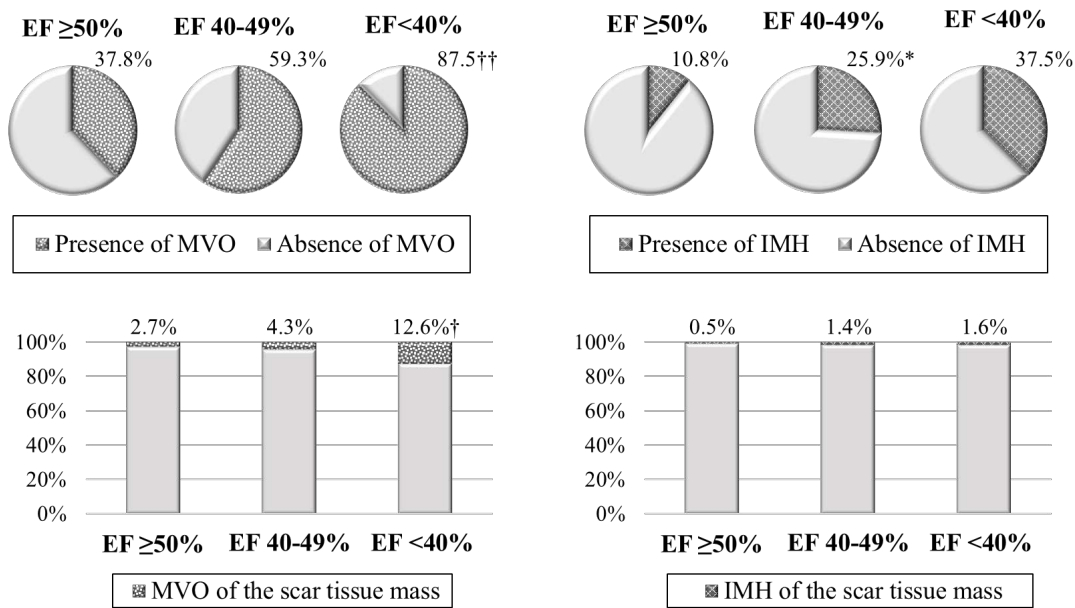 EF ≥50% EF 40-49% EF<40%
37.8% 59.3% 87.5††
Presence of MVO Absence of MVO
EF ≥50% EF 40-49% EF <40%
10.8% 25.9%* 37.5%
Presence of IMH Absence of IMH
2.7% 4.3% 12.6%†
100%
80%
60%
40%
20%
0%
EF ≥50% EF 40-49% EF <40%
MVO of the scar tissue mass
0.5% 1.4% 1.6%
100%
80%
60%
40%
20%
0%
EF ≥50% EF 40-49% EF <40%
IMH of the scar tissue mass